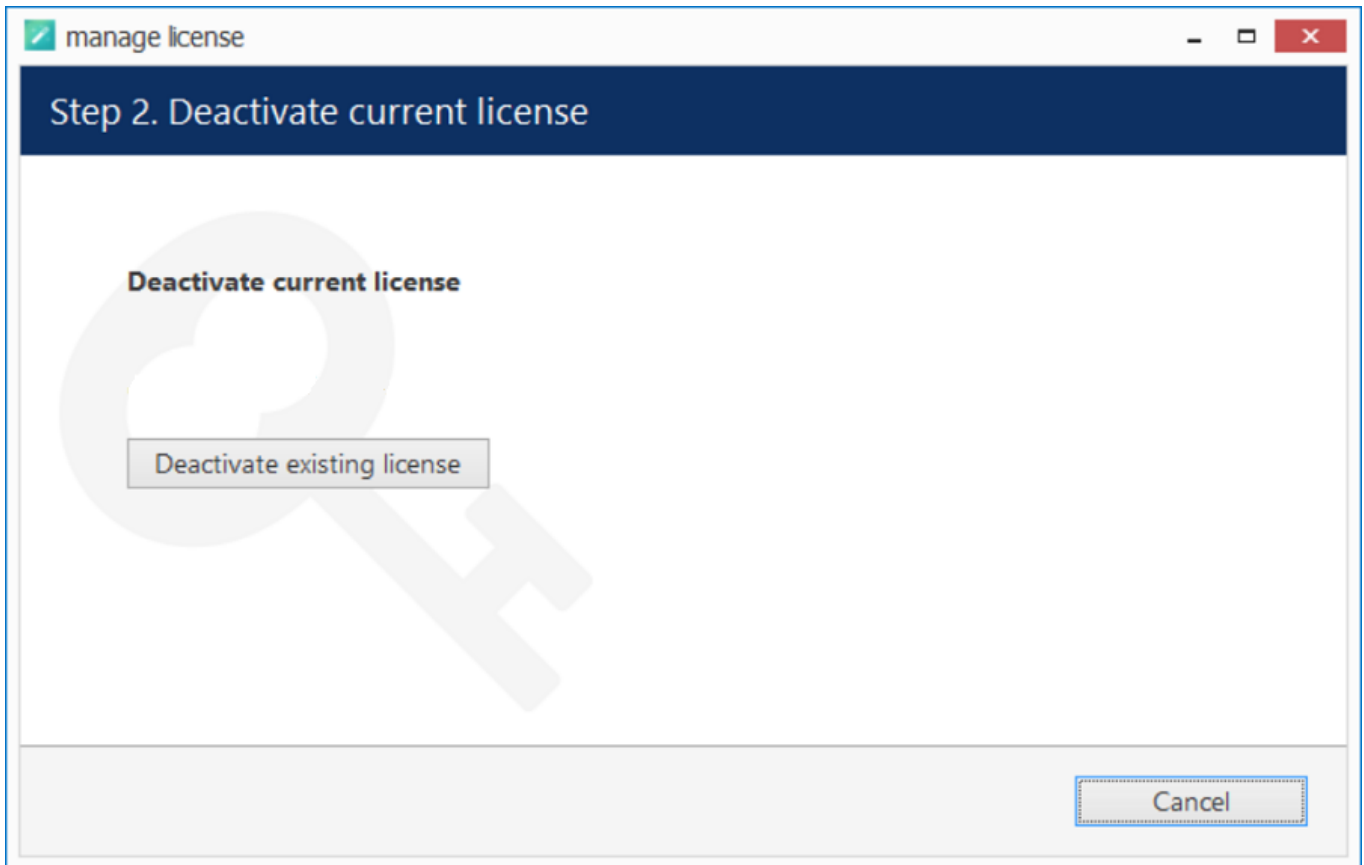 manage license
Step 2. Deactivate current license
Deactivate current license
Deactivate existing license
Cancel